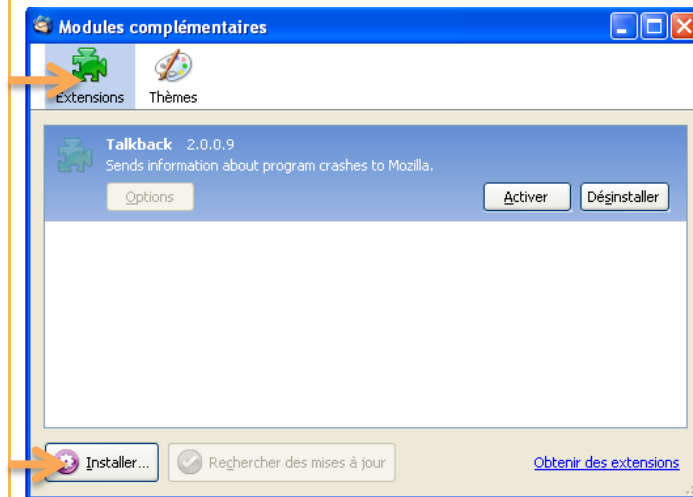 Modules complémentaires
Extensions Thèmes
Talkback 2.0.0.9
Sends information about program crashes to Mozilla.
Options Activer Désinstaller
Installer... Rechercher des mises à jour Obtenir des extensions